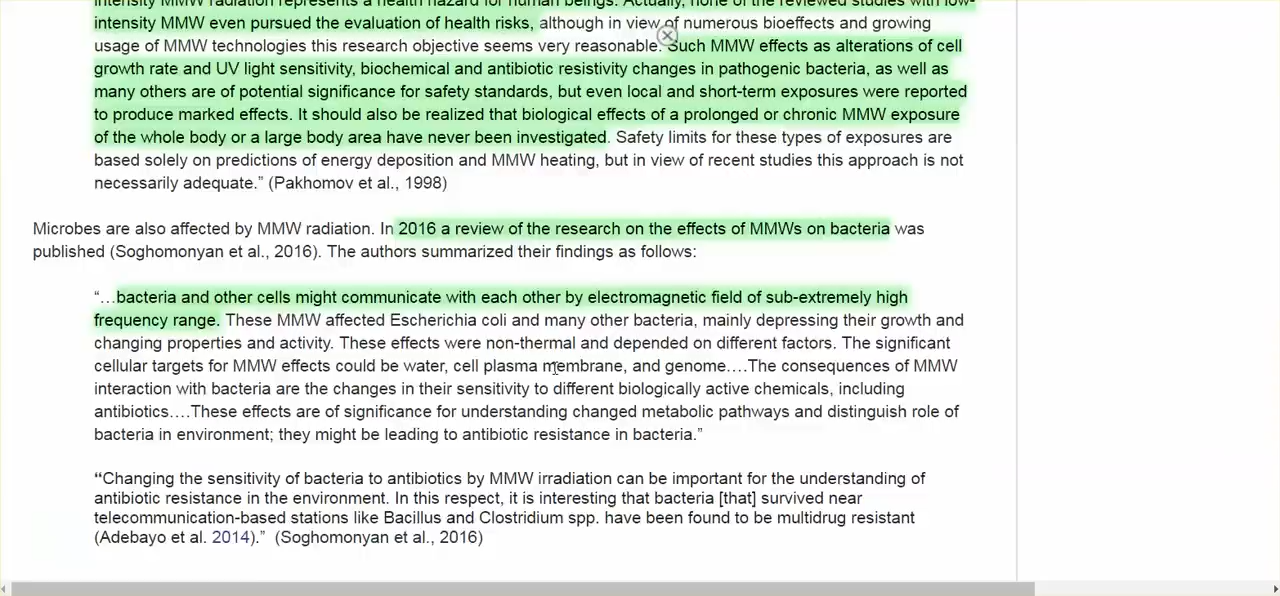 intensity MMW radiation represents a health hazard for human beings. Actually, none of the reviewed studies with low-
intensity MMW even pursued the evaluation of health risks, although in view of numerous bioeffects and growing
usage of MMW technologies this research objective seems very reasonable. Such MMW effects as alterations of cell
growth rate and UV light sensitivity, biochemical and antibiotic resistivity changes in pathogenic bacteria, as well as
many others are of potential significance for safety standards, but even local and short-term exposures were reported
to produce marked effects. It should also be realized that biological effects of a prolonged or chronic MMW exposure
of the whole body or a large body area have never been investigated. Safety limits for these types of exposures are
based solely on predictions of energy deposition and MMW heating, but in view of recent studies this approach is not
necessarily adequate.” (Pakhomov et al., 1998)
Microbes are also affected by MMW radiation. In 2016 a review of the research on the effects of MMWs on bacteria was
published (Soghomonyan et al., 2016). The authors summarized their findings as follows:
“…bacteria and other cells might communicate with each other by electromagnetic field of sub-extremely high
frequency range. These MMW affected Escherichia coli and many other bacteria, mainly depressing their growth and
changing properties and activity. These effects were non-thermal and depended on different factors. The significant
cellular targets for MMW effects could be water, cell plasma membrane, and genome….The consequences of MMW
interaction with bacteria are the changes in their sensitivity to different biologically active chemicals, including
antibiotics….These effects are of significance for understanding changed metabolic pathways and distinguish role of
bacteria in environment; they might be leading to antibiotic resistance in bacteria.”
“Changing the sensitivity of bacteria to antibiotics by MMW irradiation can be important for the understanding of
antibiotic resistance in the environment. In this respect, it is interesting that bacteria [that] survived near
telecommunication-based stations like Bacillus and Clostridium spp. have been found to be multidrug resistant
(Adebayo et al. 2014).” (Soghomonyan et al., 2016)